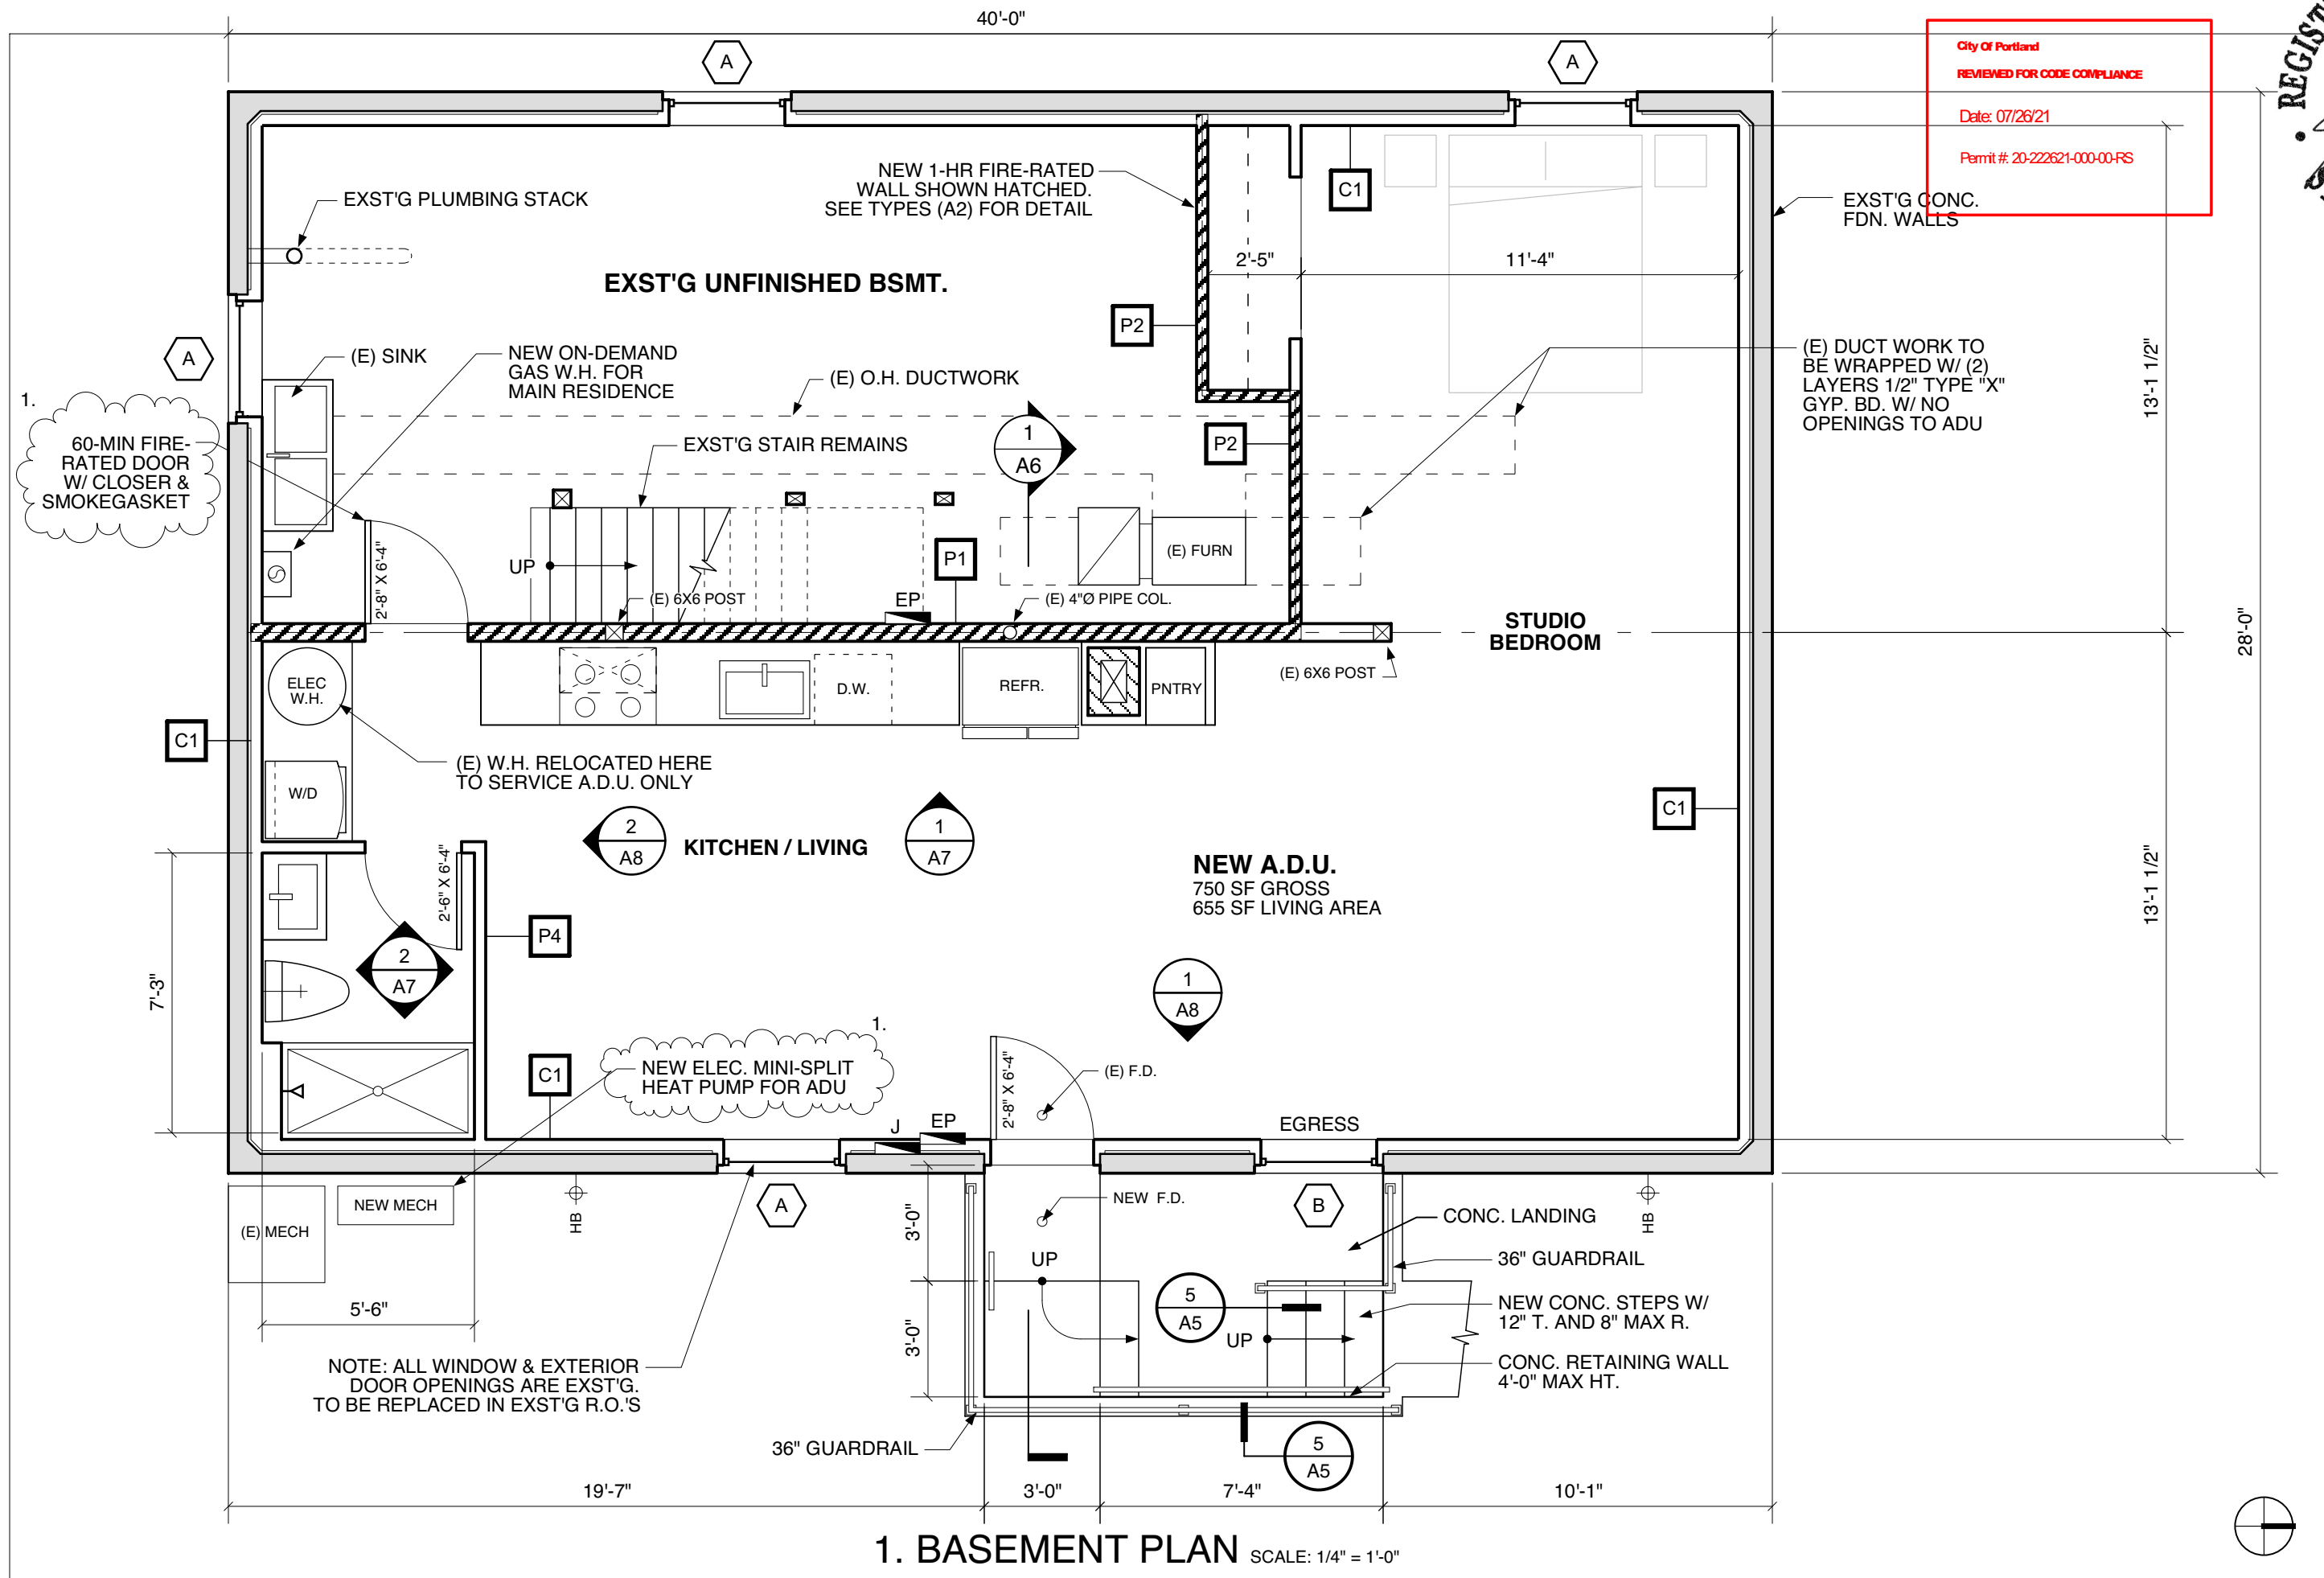 40'-0"
A
A
City Of Portland
REVIEWED FOR CODE COMPLIANCE
Date: 07/26/21
Permit #: 20-222621-000-00-RS
EXST'G PLUMBING STACK
NEW 1-HR FIRE-RATED
WALL SHOWN HATCHED.
SEE TYPES (A2) FOR DETAIL
C1
EXST'G CONC.
FDN. WALLS
EXST'G UNFINISHED BSMT.
2'-5"
11'-4"
P2
A
(E) SINK
NEW ON-DEMAND
GAS W.H. FOR
MAIN RESIDENCE
(E) O.H. DUCTWORK
(E) DUCT WORK TO
BE WRAPPED W/ (2)
LAYERS 1/2" TYPE "X"
GYP. BD. W/ NO
OPENINGS TO ADU
13'-1 1/2"
1.
60-MIN FIRE-
RATED DOOR
W/ CLOSER &
SMOKEGASKET
EXST'G STAIR REMAINS
1
A6
P2
2'-8" X 6'-4"
UP
P1
(E) FURN
(E) 6X6 POST
EP
(E) 4"Ø PIPE COL.
STUDIO
BEDROOM
28'-0"
ELEC
W.H.
D.W.
REFR.
PNTRY
(E) 6X6 POST
C1
(E) W.H. RELOCATED HERE
TO SERVICE A.D.U. ONLY
W/D
C1
2
A8
KITCHEN / LIVING
1
A7
NEW A.D.U.
750 SF GROSS
655 SF LIVING AREA
13'-1 1/2"
2'-6" X 6'-4"
P4
2
A7
7'-3"
1
A8
1.
NEW ELEC. MINI-SPLIT
HEAT PUMP FOR ADU
C1
2'-8" X 6'-4"
(E) F.D.
J
EP
EGRESS
(E) MECH
NEW MECH
HB
A
3'-0"
NEW F.D.
B
CONC. LANDING
HB
UP
36" GUARDRAIL
5
A5
5'-6"
3'-0"
UP
NEW CONC. STEPS W/
12" T. AND 8" MAX R.
NOTE: ALL WINDOW & EXTERIOR
DOOR OPENINGS ARE EXST'G.
TO BE REPLACED IN EXST'G R.O.'S
CONC. RETAINING WALL
4'-0" MAX HT.
36" GUARDRAIL
5
A5
19'-7"
3'-0"
7'-4"
10'-1"
1. BASEMENT PLAN SCALE: 1/4" = 1'-0"